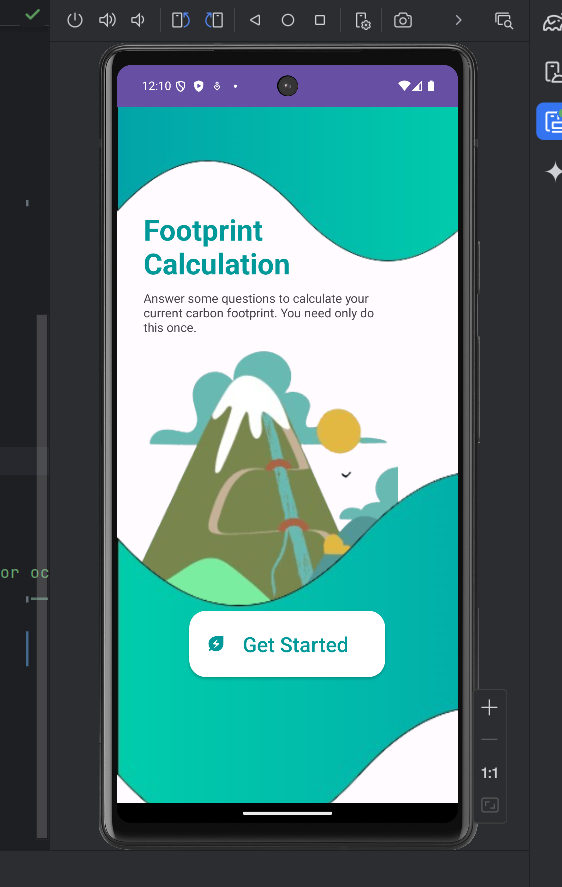 12:10
Footprint
Calculation
Answer some questions to calculate your
current carbon footprint. You need only do
this once.
or oc
Get Started
1:1